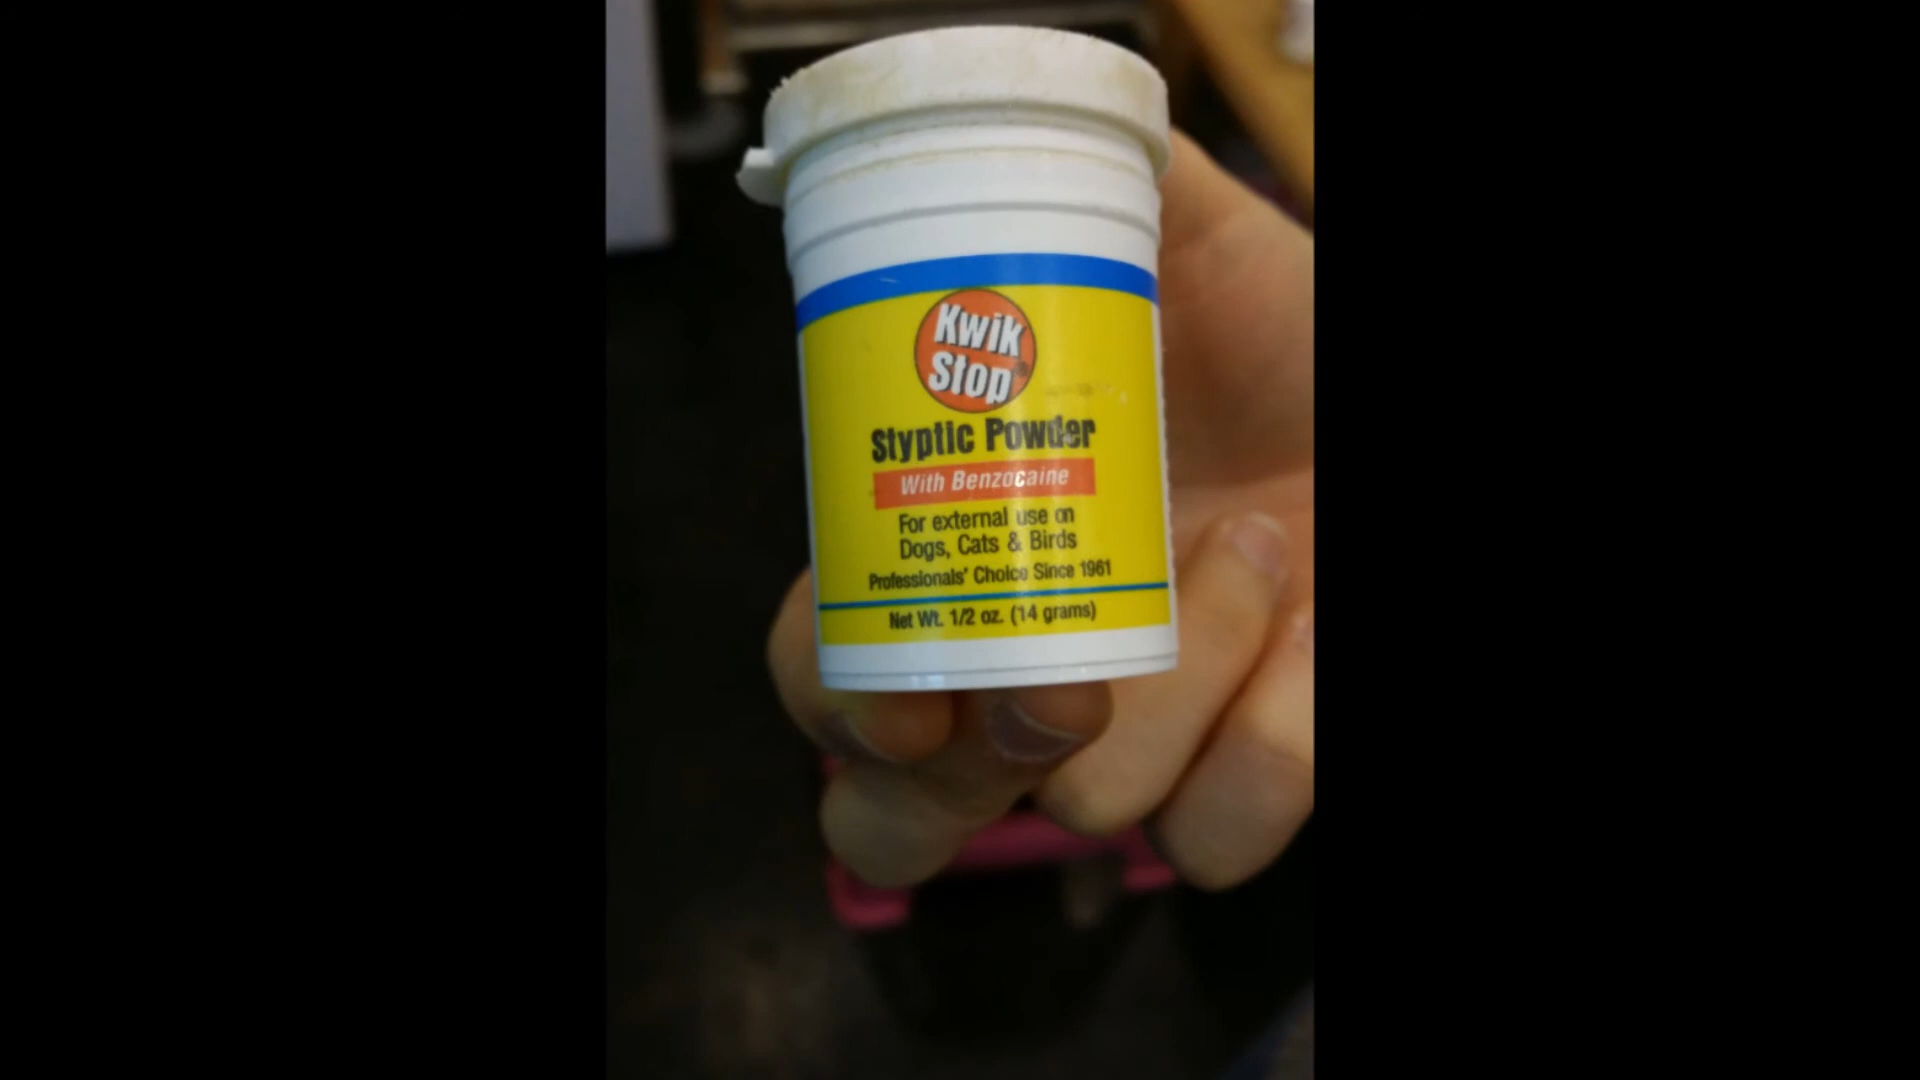 Kwik
Stop
Styptic Powder
With Benzocaine
For external use on
Dogs, Cats & Birds
Professionals' Choice Since 1961
Net Wt. 1/2 oz. (14 grams)